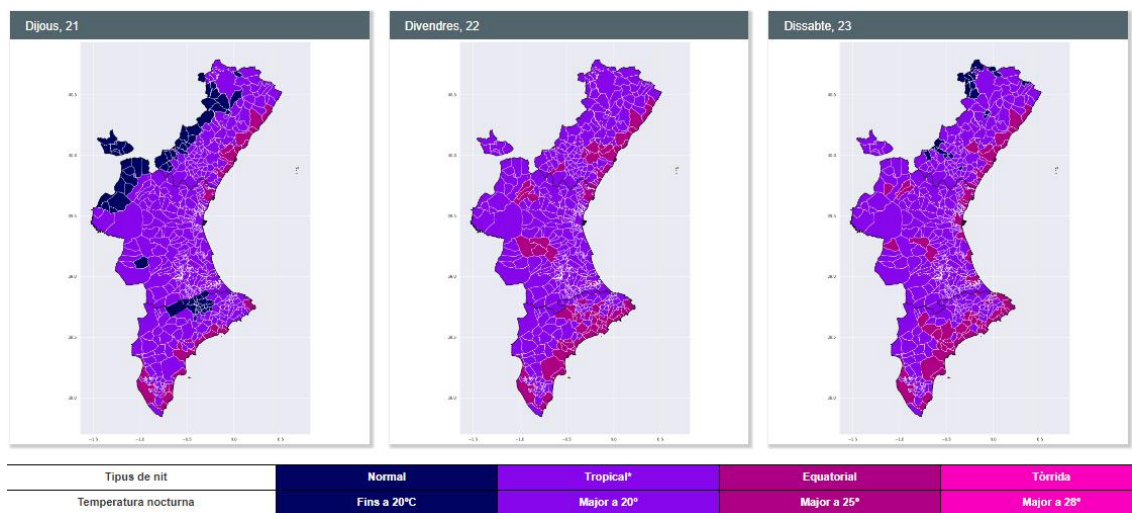 Dijous, 21
Divendres, 22
Dissabte, 23
Tipus de nit Normal Tropical* Equatorial Tòrrida
Temperatura nocturna Fins a 20ºC Major a 20º Major a 25º Major a 28º